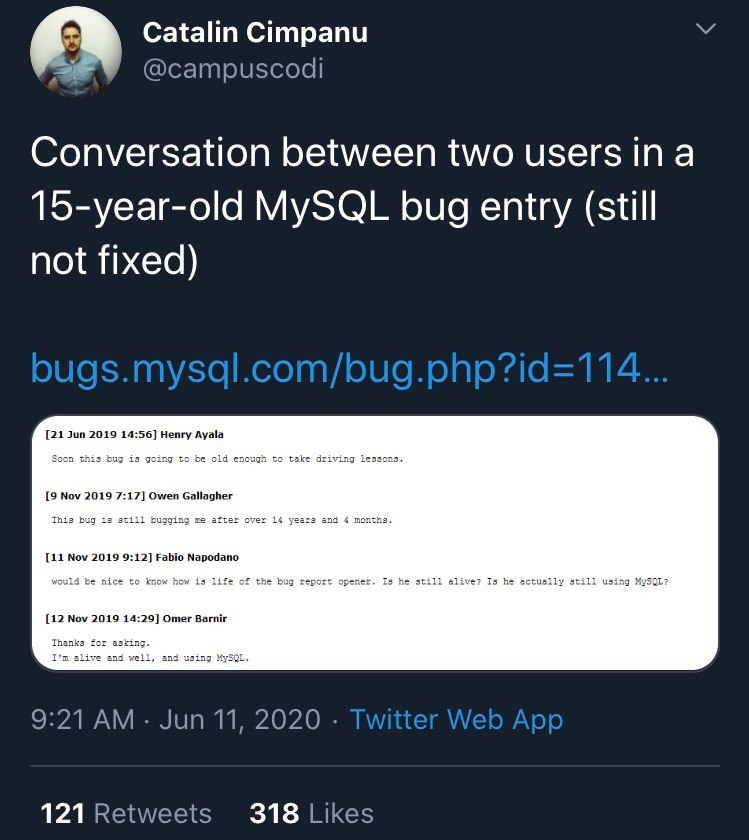 Catalin Cimpanu
@campuscodi
Conversation between two users in a
15-year-old MySQL bug entry (still
not fixed)
bugs.mysql.com/bug.php?id=114...
[21 Jun 2019 14:56] Henry Ayala
Soon this bug is going to be old enough to take driving lessons.
[9 Nov 2019 7:17] Owen Gallagher
This bug is still bugging me after over 14 years and 4 months.
[11 Nov 2019 9:12] Fabio Napodano
would be nice to know how is life of the bug report opener. Is he still alive? Is he actually still using MySQL?
[12 Nov 2019 14:29] Omer Barnir
Thanks for asking.
I'm alive and well, and using MySQL.
9:21 AM · Jun 11, 2020 · Twitter Web App
121 Retweets 318 Likes